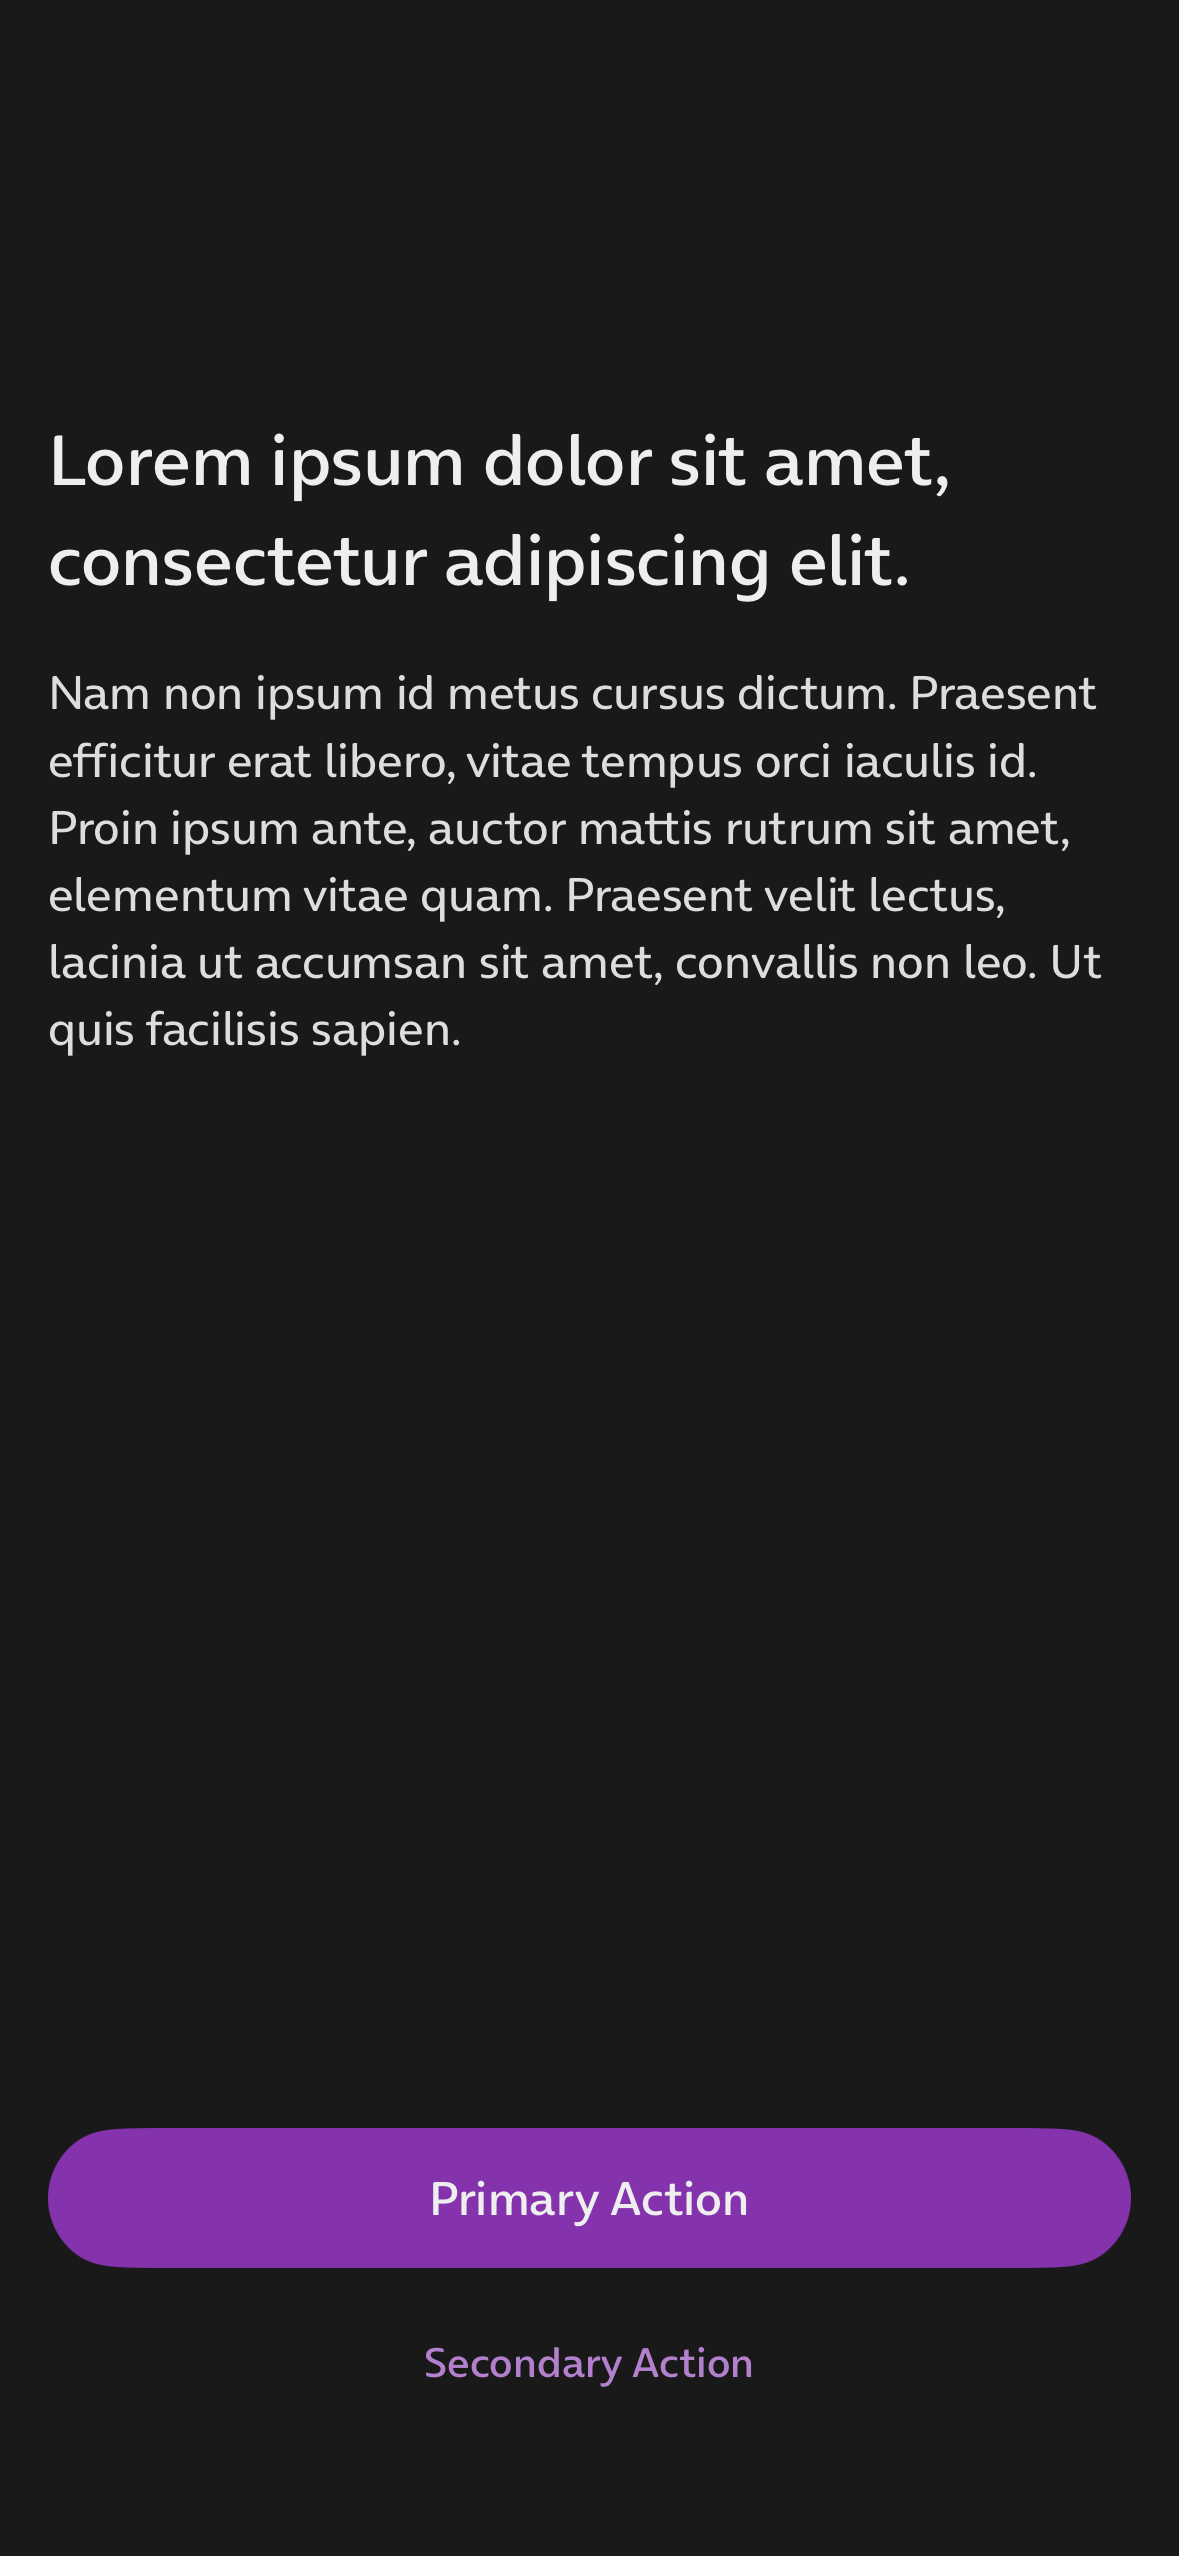 Lorem ipsum dolor sit amet,
consectetur adipiscing elit.
Nam non ipsum id metus cursus dictum. Praesent
efficitur erat libero, vitae tempus orci iaculis id.
Proin ipsum ante, auctor mattis rutrum sit amet,
elementum vitae quam. Praesent velit lectus,
lacinia ut accumsan sit amet, convallis non leo. Ut
quis facilisis sapien.
Primary Action
Secondary Action